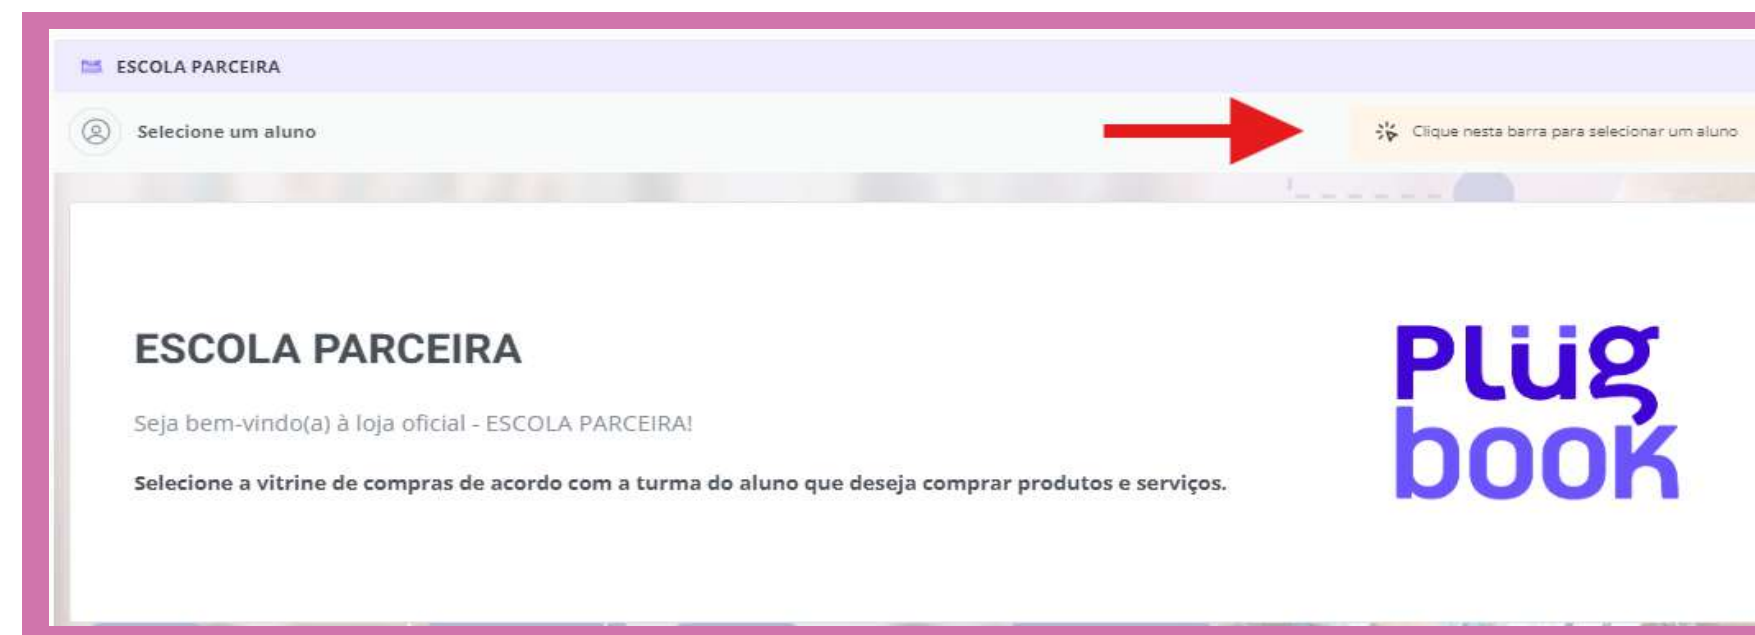 ESCOLA PARCEIRA
Selecione um aluno
Clique nesta barra para selecionar um aluno
ESCOLA PARCEIRA
Seja bem-vindo(a) à loja oficial - ESCOLA PARCEIRA!
Selecione a vitrine de compras de acordo com a turma do aluno que deseja comprar produtos e serviços.
Plüg
book